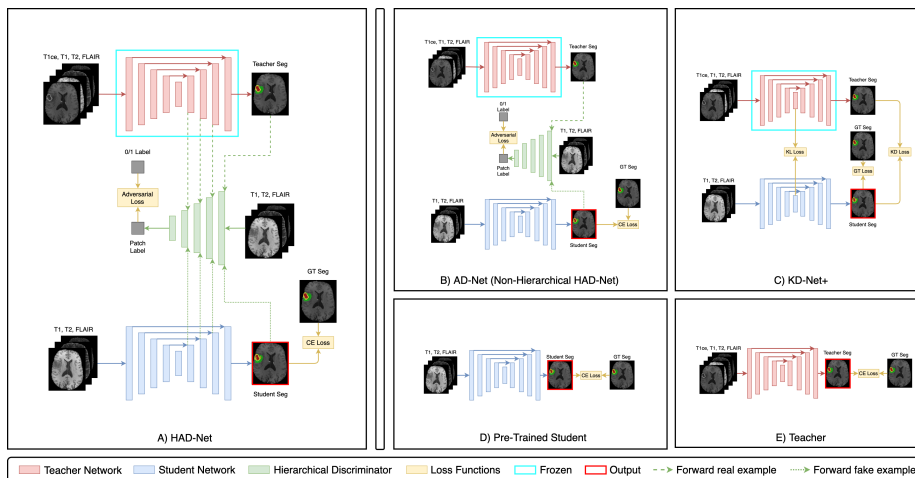 T1ce, T1, T2, FLAIR
Teacher Seg
0/1 Label
Adversarial
Loss
Patch
Label
T1, T2, FLAIR
GT Seg
CE Loss
T1, T2, FLAIR
Student Seg
A) HAD-Net
T1ce, T1, T2, FLAIR
Teacher Seg
0/1
Label
Adversarial
Loss
Patch
Label
T1, T2, FLAIR
GT Seg
T1, T2, FLAIR
CE Loss
Student Seg
B) AD-Net (Non-Hierarchical HAD-Net)
T1ce, T1, T2, FLAIR
Teacher Seg
GT Seg
KL Loss
KD Loss
GT Loss
T1, T2, FLAIR
Student Seg
C) KD-Net+
T1, T2, FLAIR
Student Seg
GT Seg
CE Loss
D) Pre-Trained Student
T1ce, T1, T2, FLAIR
Teacher Seg
GT Seg
CE Loss
E) Teacher
Teacher Network
Student Network
Hierarchical Discriminator
Loss Functions
Frozen
Output
Forward real example
Forward fake example